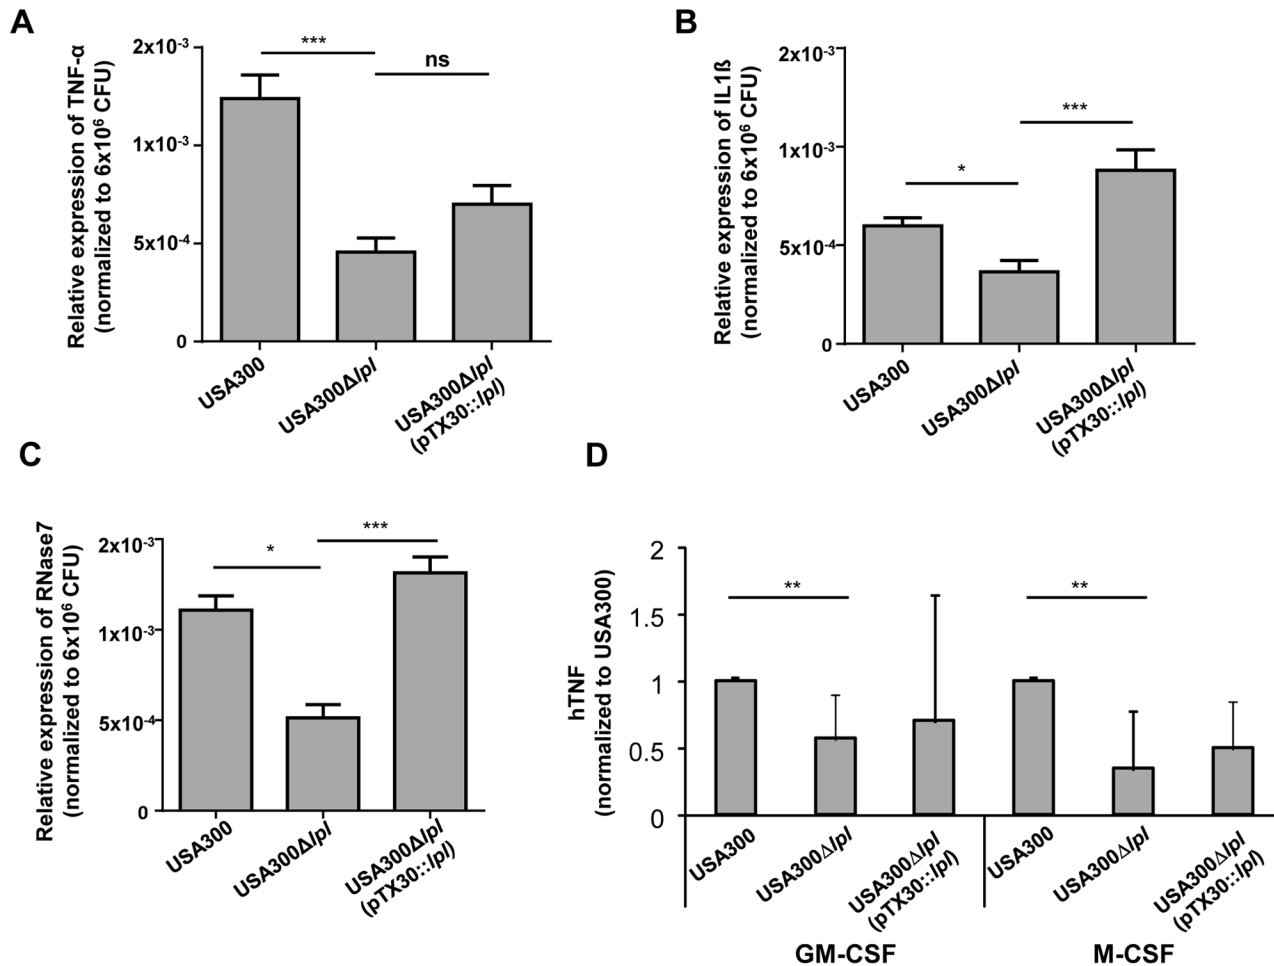 A
Relative expression of TNF-α
(normalized to 6x10⁶ CFU)
2x10⁻³
1x10⁻³
5x10⁻⁴
0
***
ns
USA300
USA300Δlpl
USA300Δlpl
(pTX30::lpl)
B
Relative expression of IL1ß
(normalized to 6x10⁶ CFU)
2x10⁻³
1x10⁻³
5x10⁻⁴
0
*
***
USA300
USA300Δlpl
USA300Δlpl
(pTX30::lpl)
C
Relative expression of RNase7
(normalized to 6x10⁶ CFU)
2x10⁻³
1x10⁻³
5x10⁻⁴
0
*
***
USA300
USA300Δlpl
USA300Δlpl
(pTX30::lpl)
D
hTNF
(normalized to USA300)
2
1.5
1
0.5
0
**
**
USA300
USA300Δlpl
USA300Δlpl
(pTX30::lpl)
USA300
USA300Δlpl
USA300Δlpl
(pTX30::lpl)
GM-CSF
M-CSF